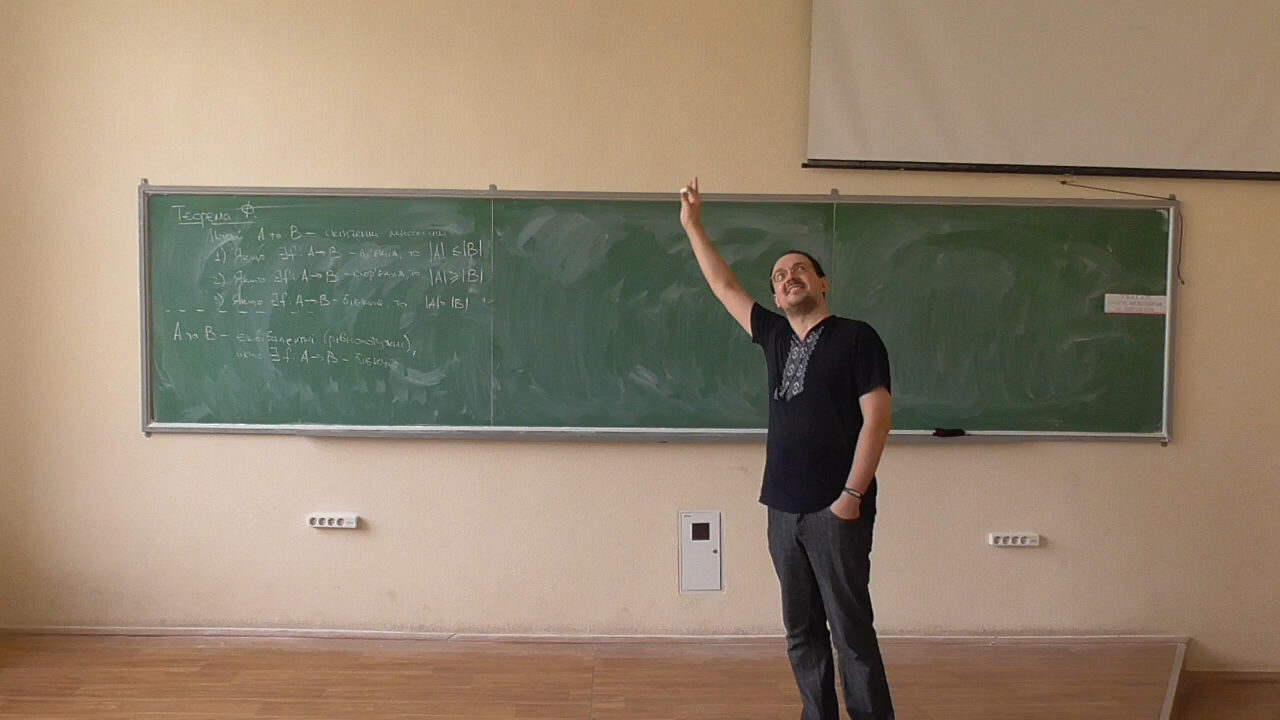 Теорема Ф.
Нехай A та B – скінченні множини
1) Якщо ∃f: A→B – ін'єкція, то |A| ≤ |B|
2) Якщо ∃f: A→B – сюр'єкція, то |A| ≥ |B|
3) Якщо ∃f: A→B – бієкція, то |A| = |B|
A та B – еквівалентні (рівнопотужні),
якщо ∃f: A→B – бієкція.